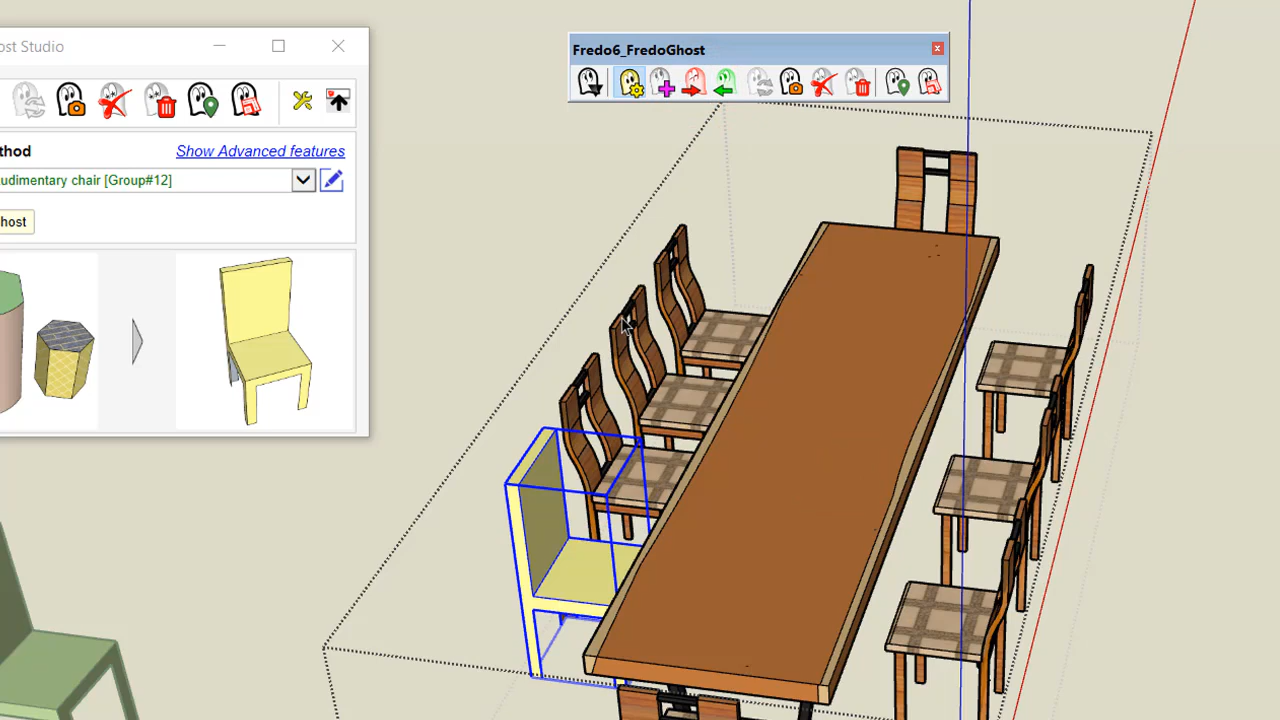 ost Studio
Fredo6_FredoGhost
thod
Show Advanced features
udimentary chair [Group#12]
host